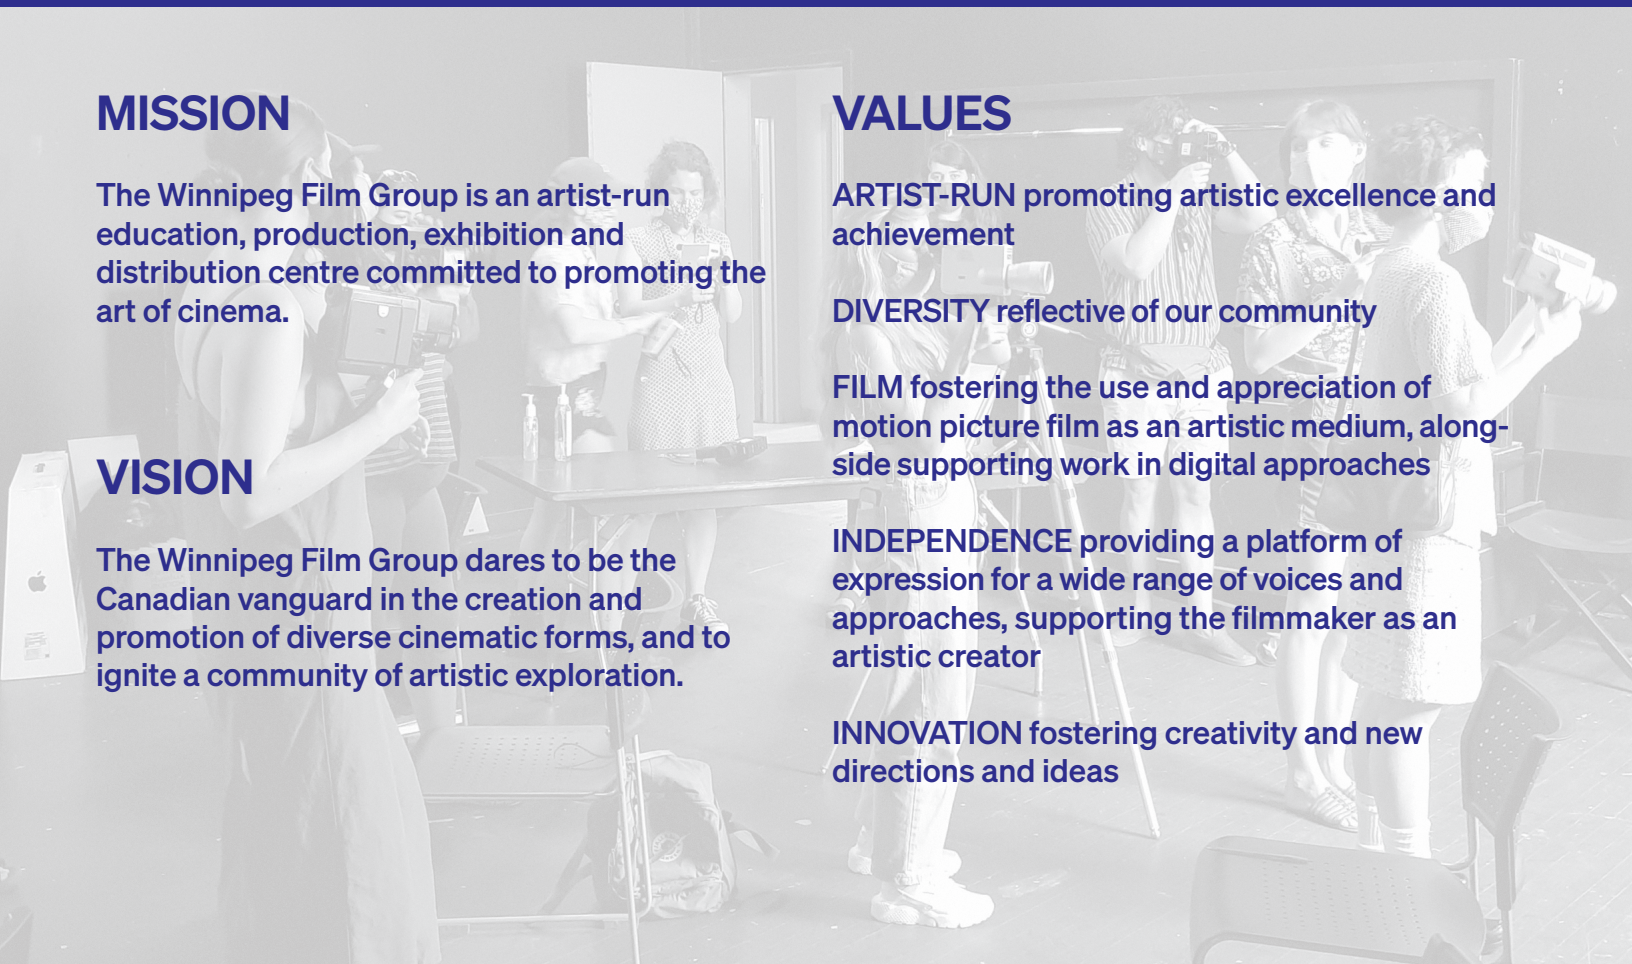 MISSION
The Winnipeg Film Group is an artist-run
education, production, exhibition and
distribution centre committed to promoting the
art of cinema.
VISION
The Winnipeg Film Group dares to be the
Canadian vanguard in the creation and
promotion of diverse cinematic forms, and to
ignite a community of artistic exploration.
VALUES
ARTIST-RUN promoting artistic excellence and
achievement
DIVERSITY reflective of our community
FILM fostering the use and appreciation of
motion picture film as an artistic medium, along-
side supporting work in digital approaches
INDEPENDENCE providing a platform of
expression for a wide range of voices and
approaches, supporting the filmmaker as an
artistic creator
INNOVATION fostering creativity and new
directions and ideas